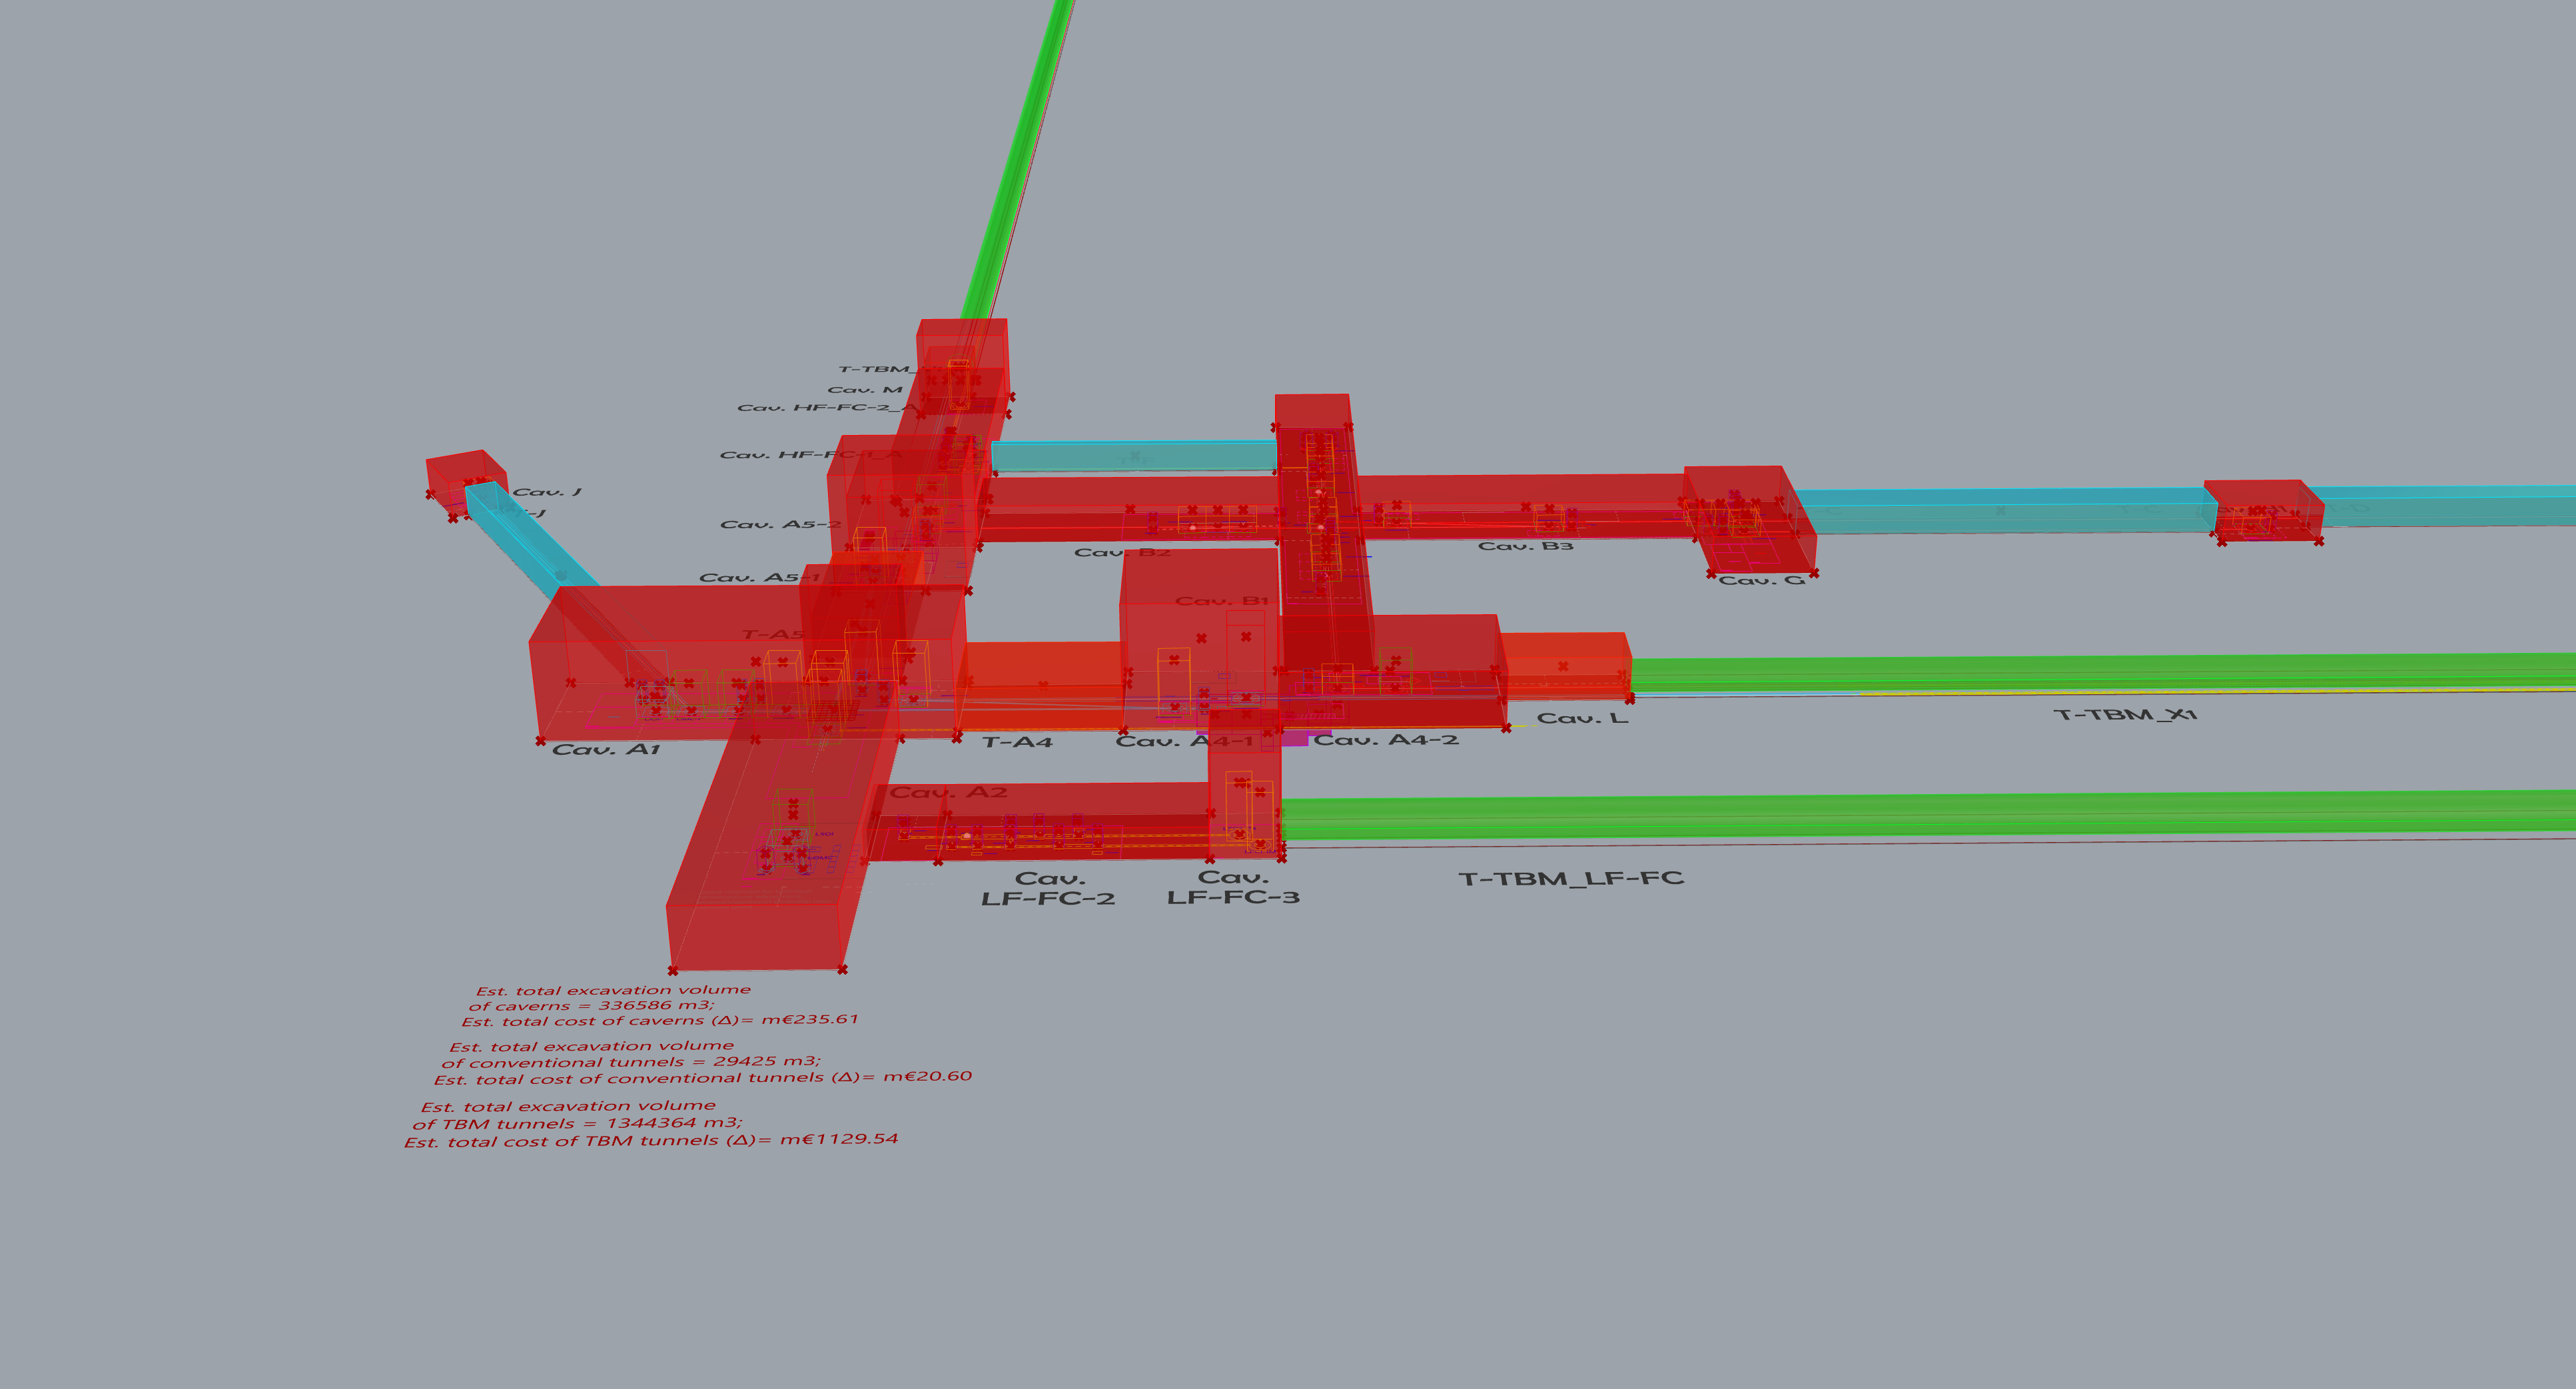 T-TBM_
Cav. M
Cav. HF-FC-2_A
Cav. HF-FC-1_A
Cav. J
-J
Cav. A5-2
Cav. B2
Cav. B3
Cav. A5-1
Cav. G
Cav. B1
T-A5
Cav. L
T-TBM_X1
Cav. A1
T-A4
Cav. A4-1
Cav. A4-2
Cav. A2
Cav.
LF-FC-2
Cav.
LF-FC-3
T-TBM_LF-FC
Est. total excavation volume
of caverns = 336586 m3;
Est. total cost of caverns (Δ)= m€235.61
Est. total excavation volume
of conventional tunnels = 29425 m3;
Est. total cost of conventional tunnels (Δ)= m€20.60
Est. total excavation volume
of TBM tunnels = 1344364 m3;
Est. total cost of TBM tunnels (Δ)= m€1129.54